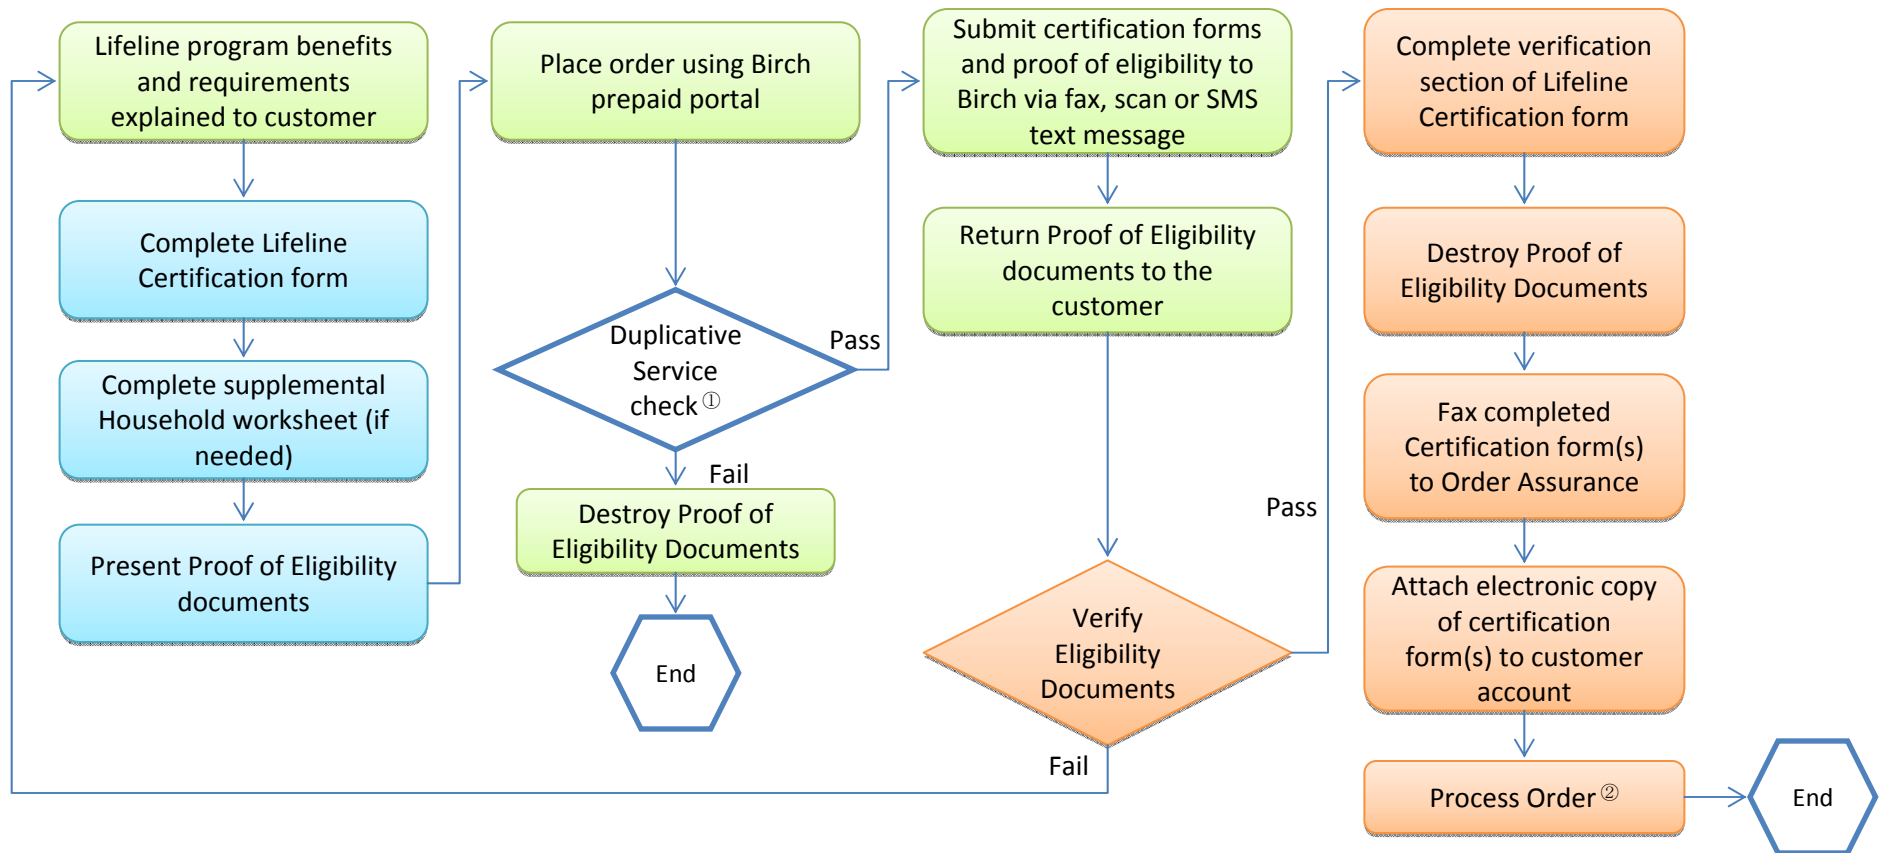 Lifeline program benefits
and requirements
explained to customer
Complete Lifeline
Certification form
Complete supplemental
Household worksheet (if
needed)
Present Proof of Eligibility
documents
Place order using Birch
prepaid portal
Duplicative
Service
check ①
Pass
Fail
Destroy Proof of
Eligibility Documents
End
Submit certification forms
and proof of eligibility to
Birch via fax, scan or SMS
text message
Return Proof of Eligibility
documents to the
customer
Verify
Eligibility
Documents
Pass
Fail
Complete verification
section of Lifeline
Certification form
Destroy Proof of
Eligibility Documents
Fax completed
Certification form(s)
to Order Assurance
Attach electronic copy
of certification
form(s) to customer
account
Process Order ②
End